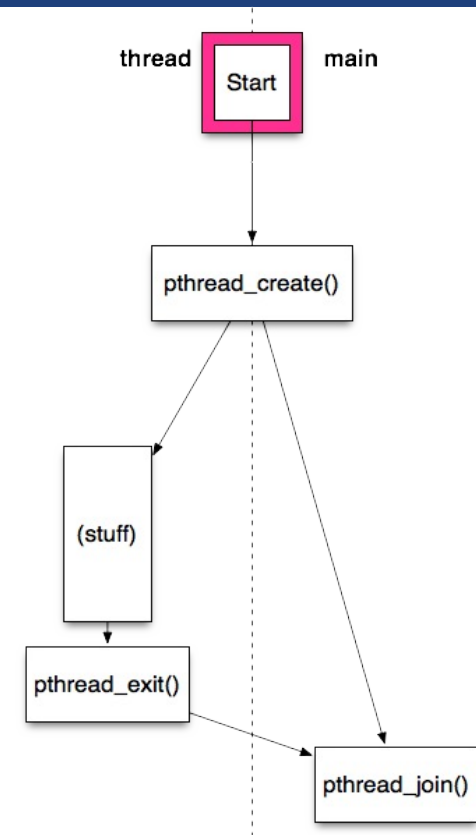 thread
main
Start
pthread_create()
(stuff)
pthread_exit()
pthread_join()